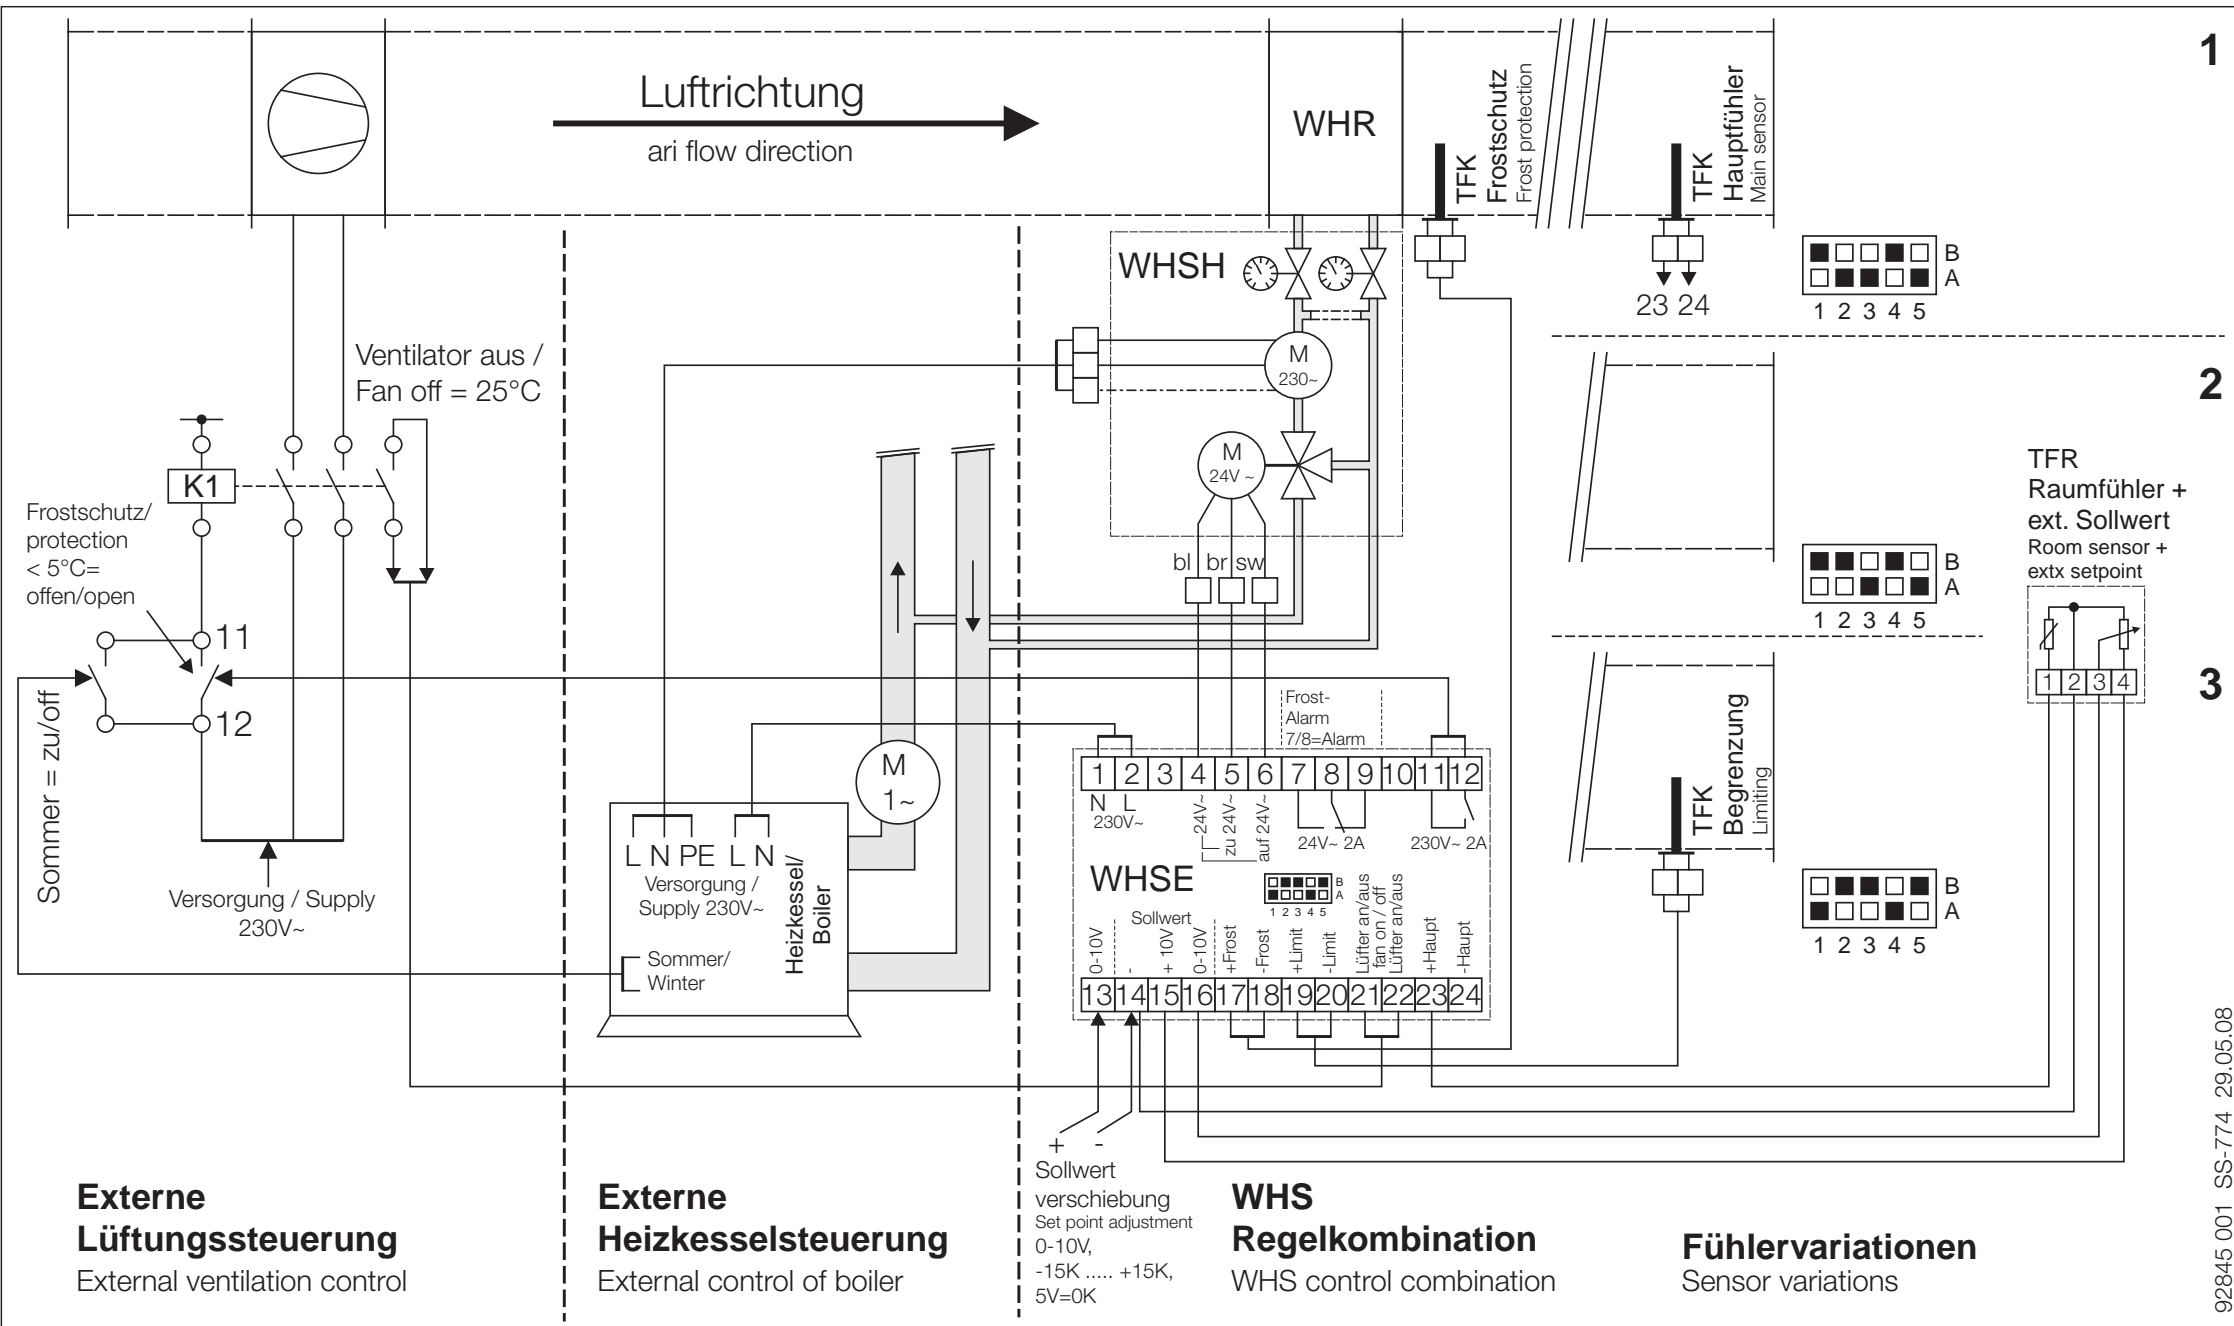 1
Luftrichtung
ari flow direction
WHR
TFK
Frostschutz
Frost protection
TFK
Hauptfühler
Main sensor
23 24
B
A
1 2 3 4 5
WHSH
M
230~
M
24V ~
bl br sw
Ventilator aus /
Fan off = 25°C
K1
Frostschutz/
protection
< 5°C=
offen/open
11
12
Sommer = zu/off
Versorgung / Supply
230V~
2
TFR
Raumfühler +
ext. Sollwert
Room sensor +
extx setpoint
B
A
1 2 3 4 5
1 2 3 4
3
TFK
Begrenzung
Limiting
B
A
1 2 3 4 5
M
1~
L N PE L N
Versorgung /
Supply 230V~
Heizkessel/
Boiler
Sommer/
Winter
Frost-
Alarm
7/8=Alarm
1 2 3 4 5 6 7 8 9 10 11 12
N L
230V~
24V~
zu 24V~
auf 24V~
24V~ 2A
230V~ 2A
WHSE
B
A
1 2 3 4 5
Sollwert
0-10V
-
+ 10V
0-10V
+Frost
-Frost
+Limit
-Limit
Lüfter an/aus
fan on / off
Lüfter an/aus
+Haupt
-Haupt
13 14 15 16 17 18 19 20 21 22 23 24
+ -
Sollwert
verschiebung
Set point adjustment
0-10V,
-15K ..... +15K,
5V=0K
Externe
Lüftungssteuerung
External ventilation control
Externe
Heizkesselsteuerung
External control of boiler
WHS
Regelkombination
WHS control combination
Fühlervariationen
Sensor variations
92845 001 SS-774 29.05.08